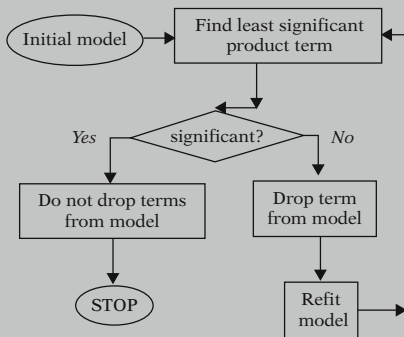 Initial model
Find least significant
product term
Yes
significant?
No
Do not drop terms
from model
Drop term
from model
STOP
Refit
model